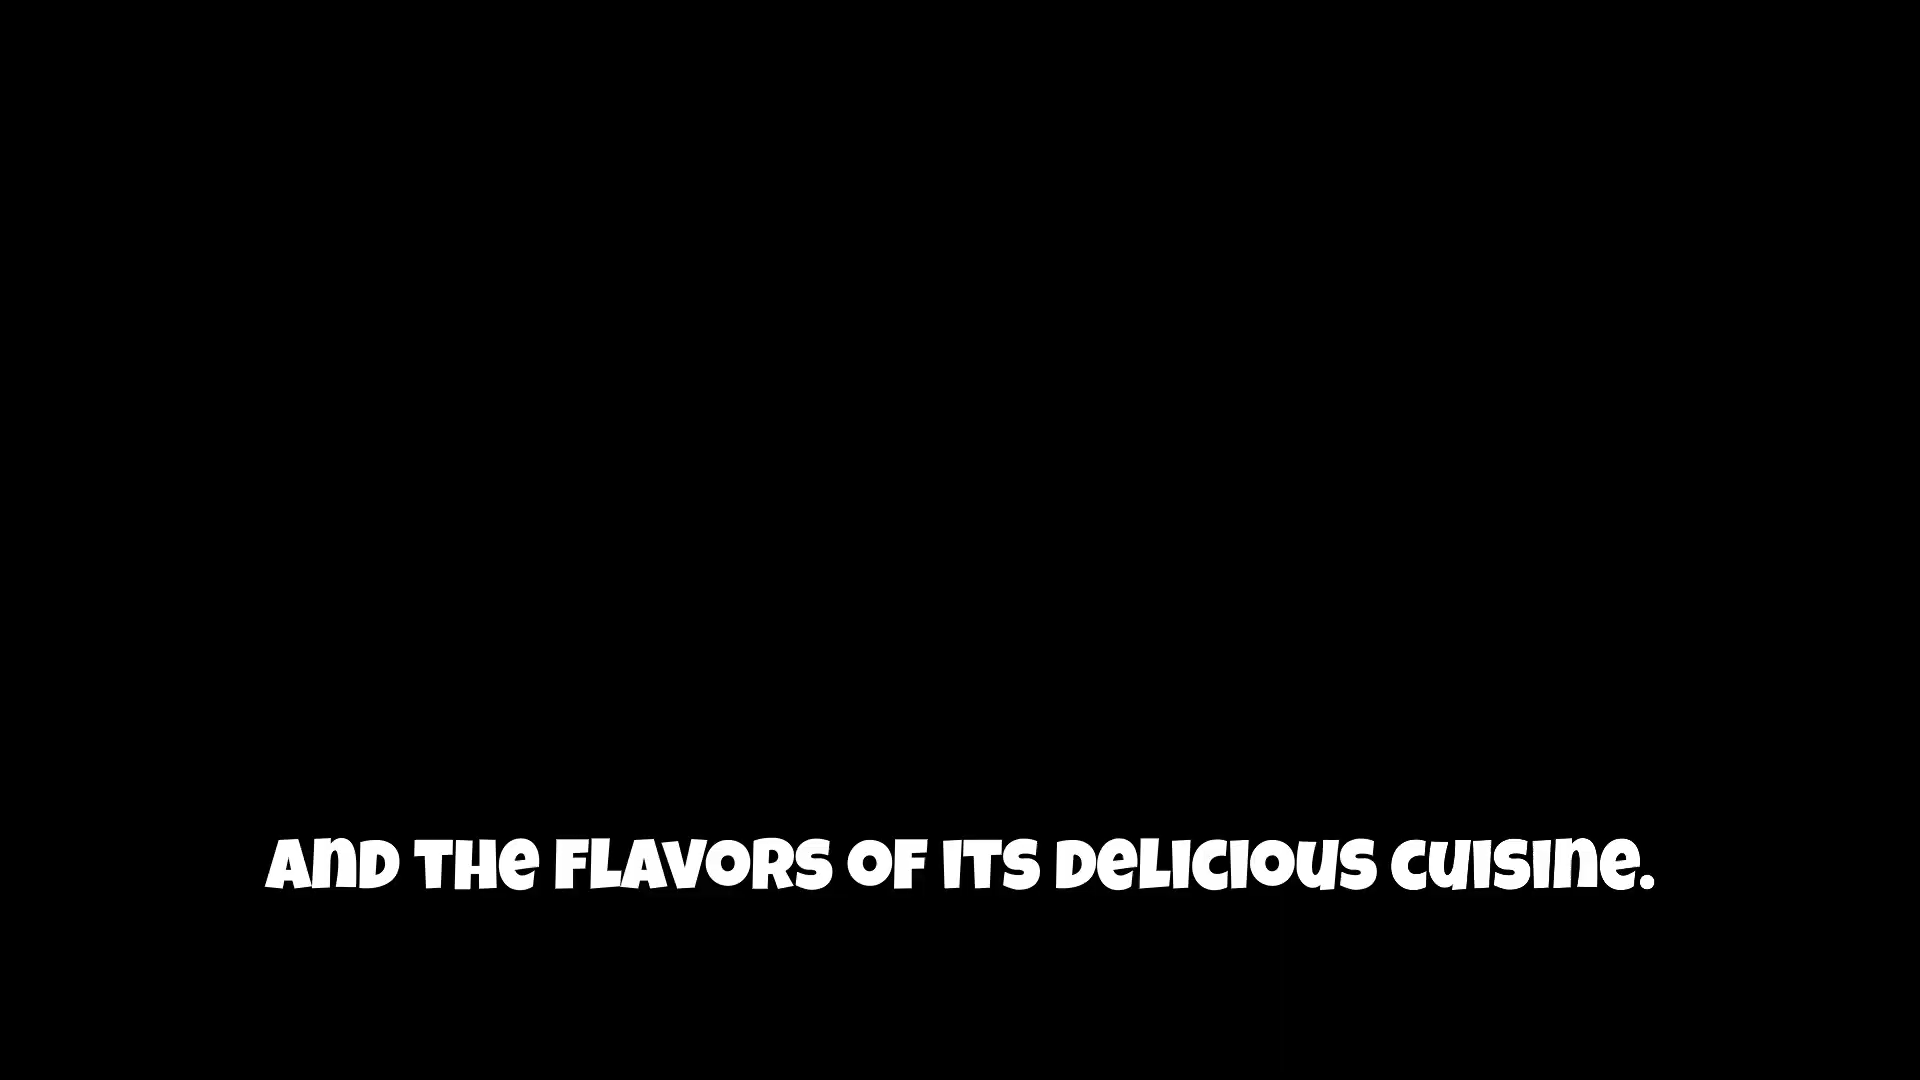 and the flavors of its delicious cuisine.